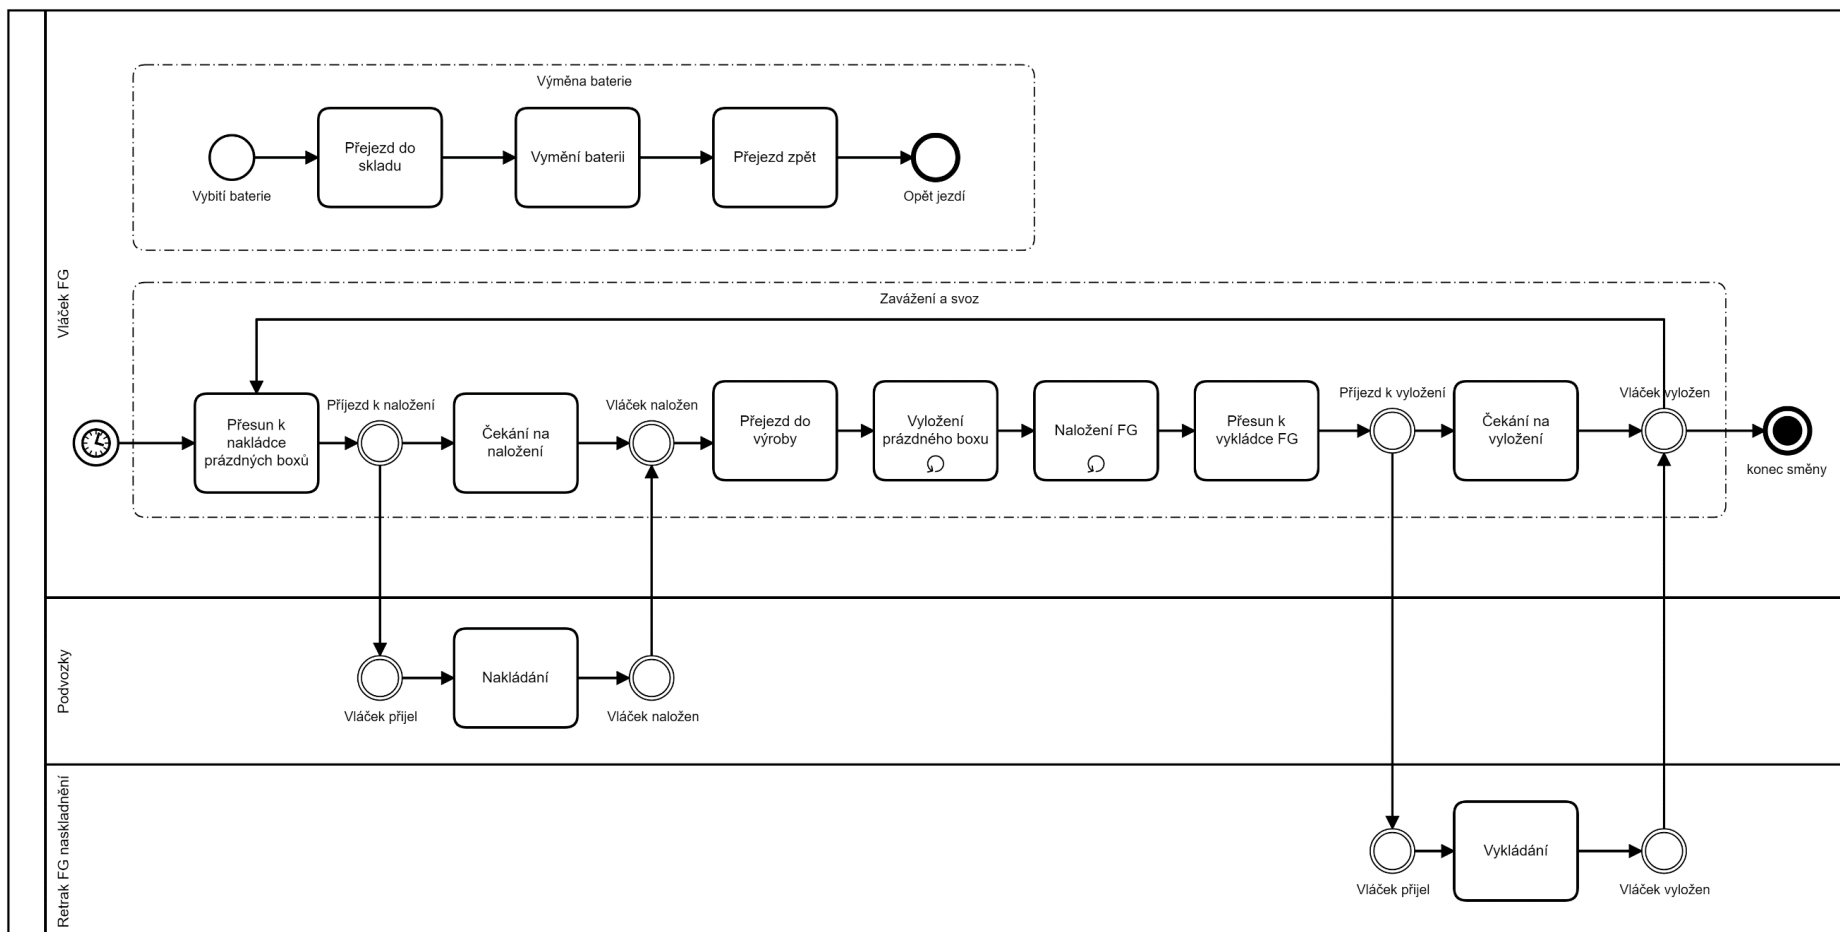 Výměna baterie
Přejezd do
skladu
Vymění baterii
Přejezd zpět
Vybití baterie
Opět jezdí
Vláček FG
Zavážení a svoz
Přesun k
nakládce
prázdných boxů
Příjezd k naložení
Čekání na
naložení
Vláček naložen
Přejezd do
výroby
Vyložení
prázdného boxu
Naložení FG
Přesun k
vykládce FG
Příjezd k vyložení
Čekání na
vyložení
Vláček vyložen
konec směny
Podvozky
Vláček přijel
Nakládání
Vláček naložen
Retrak FG naskladnění
Vláček přijel
Vykládání
Vláček vyložen